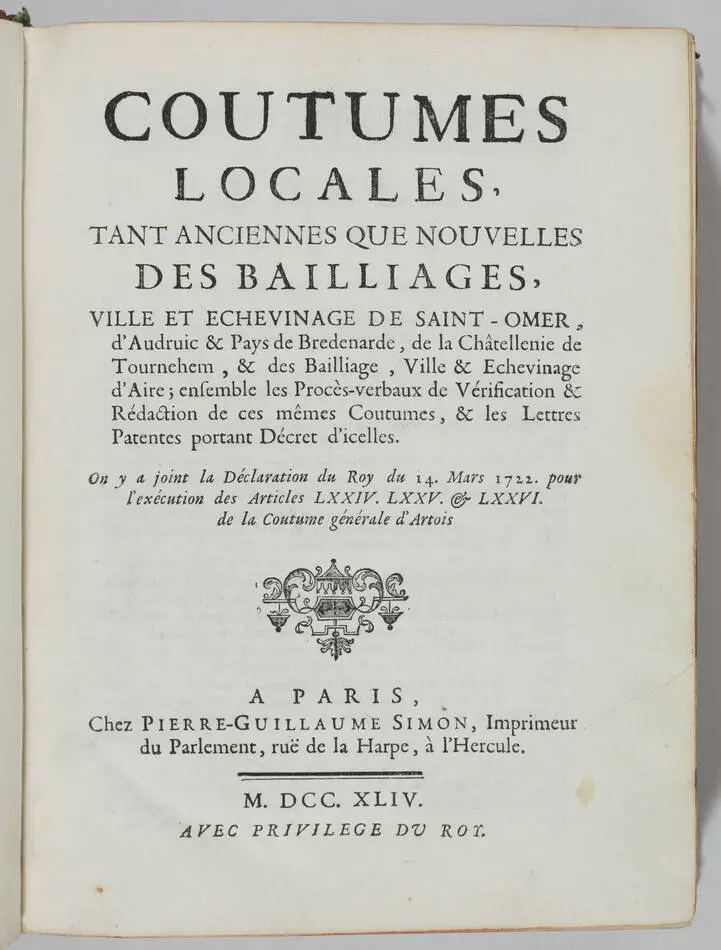 COUTUMES
LOCALES,
TANT ANCIENNES QUE NOUVELLES
DES BAILLIAGES,
VILLE ET ECHEVINAGE DE SAINT-OMER,
d'Audruic & Pays de Bredenarde, de la Châtellenie de
Tournehem, & des Bailliage, Ville & Echevinage
d'Aire; enſemble les Procès-verbaux de Vérification &
Rédaction de ces mêmes Coutumes, & les Lettres
Patentes portant Décret d'icelles.
On y a joint la Déclaration du Roy du 14. Mars 1722. pour
l'exécution des Articles LXXIV. LXXV. & LXXVI.
de la Coutume générale d'Artois
A PARIS,
Chez PIERRE-GUILLAUME SIMON, Imprimeur
du Parlement, ruë de la Harpe, à l'Hercule.
M. DCC. XLIV.
AVEC PRIVILEGE DU ROY.